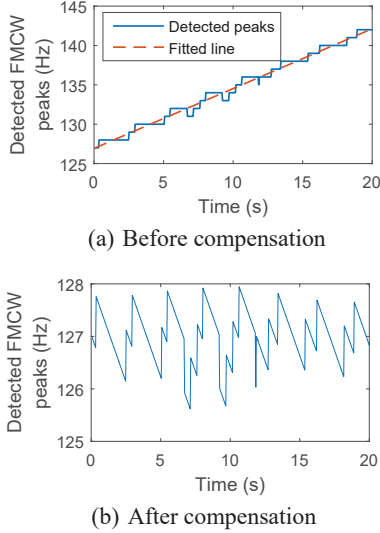 145
140
135
130
125
Detected FMCW
peaks (Hz)
Detected peaks
Fitted line
0 5 10 15 20
Time (s)
(a) Before compensation
128
127
126
125
Detected FMCW
peaks (Hz)
0 5 10 15 20
Time (s)
(b) After compensation